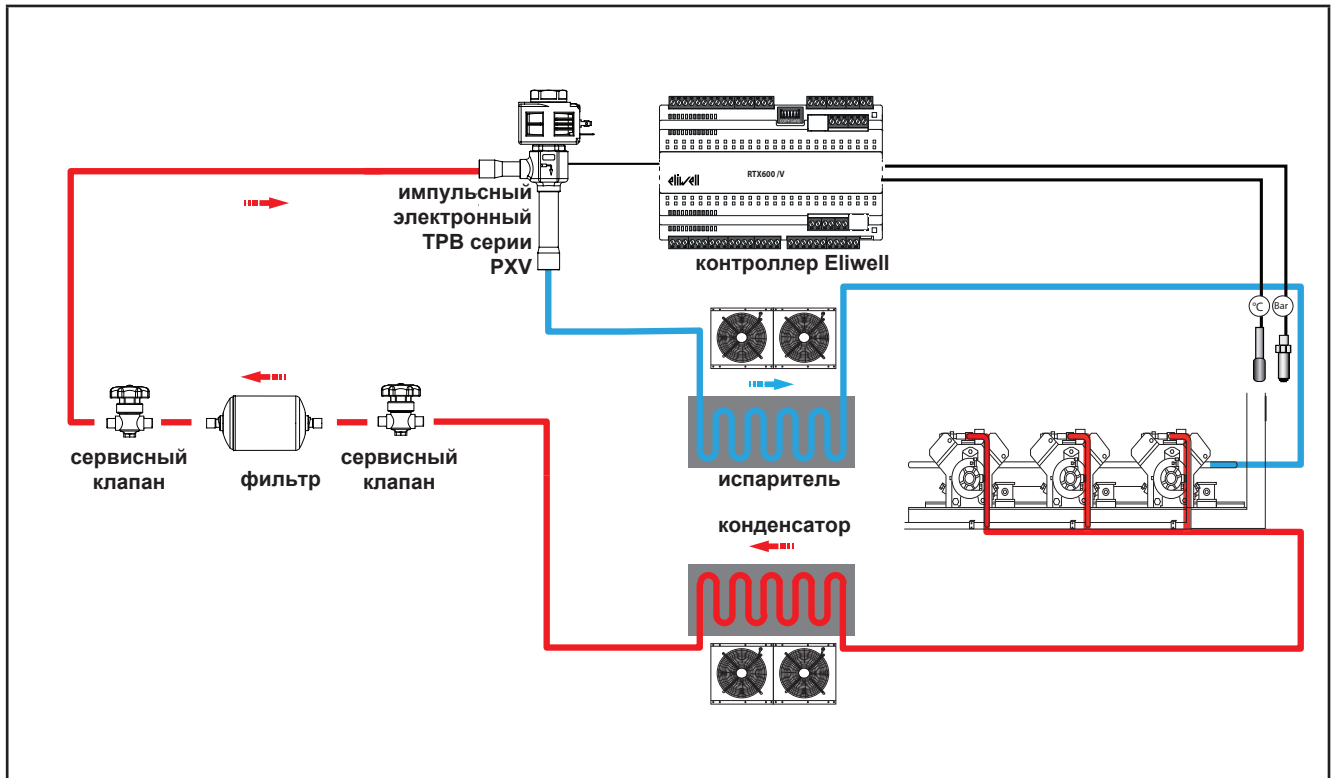 eliwell
RTX600 /V
импульсный
электронный
ТРВ серии
PXV
контроллер Eliwell
°C
Bar
сервисный
клапан
фильтр
сервисный
клапан
испаритель
конденсатор